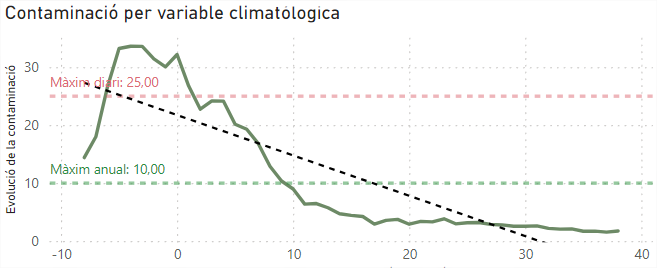 Contaminació per variable climatològica
Evolució de la contaminació
30
Màxim diari: 25,00
20
Màxim anual: 10,00
10
0
-10 0 10 20 30 40